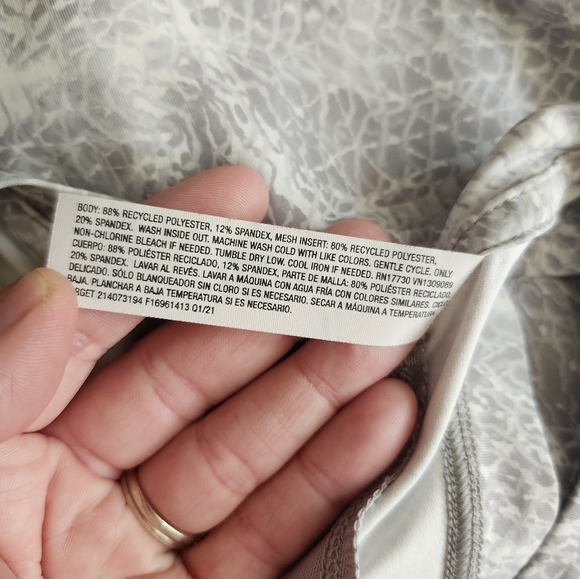 BODY: 88% RECYCLED POLYESTER, 12% SPANDEX, MESH INSERT: 80% RECYCLED POLYESTER,
20% SPANDEX. WASH INSIDE OUT. MACHINE WASH COLD WITH LIKE COLORS. GENTLE CYCLE. ONLY
NON-CHLORINE BLEACH IF NEEDED. TUMBLE DRY LOW. COOL IRON IF NEEDED. RN17730 VN1309069
CUERPO: 88% POLIÉSTER RECICLADO, 12% SPANDEX, PARTE DE MALLA: 80% POLIÉSTER RECICLADO,
20% SPANDEX. LAVAR AL REVÉS. LAVAR A MÁQUINA CON AGUA FRÍA CON COLORES SIMILARES.
DELICADO. SÓLO BLANQUEADOR SIN CLORO SI ES NECESARIO. SECAR A MÁQUINA A TEMPERATURA
BAJA. PLANCHAR A BAJA TEMPERATURA SI ES NECESARIO.
RGET 214073194 F16961413 Q1/21